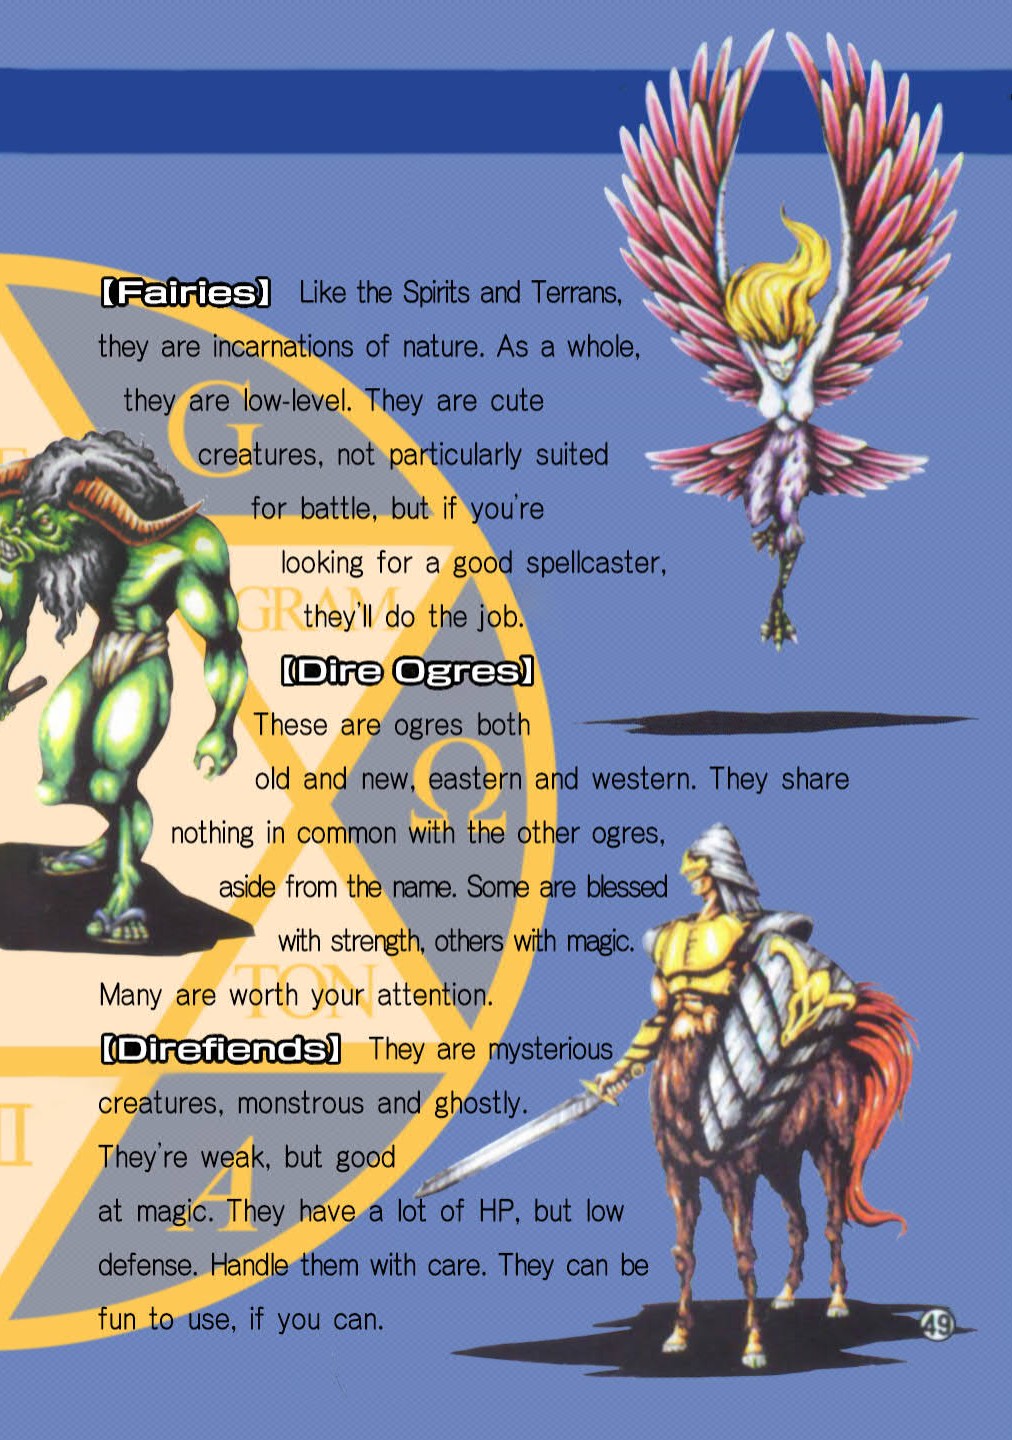 【Fairies】 Like the Spirits and Terrans,
they are incarnations of nature. As a whole,
they are low-level. They are cute
creatures, not particularly suited
for battle, but if you're
looking for a good spellcaster,
they'll do the job.
【Dire Ogres】
These are ogres both
old and new, eastern and western. They share
nothing in common with the other ogres,
aside from the name. Some are blessed
with strength, others with magic.
Many are worth your attention.
【Direfiends】 They are mysterious
creatures, monstrous and ghostly.
They're weak, but good
at magic. They have a lot of HP, but low
defense. Handle them with care. They can be
fun to use, if you can.
G
GRAM
Ω
TON
A
49